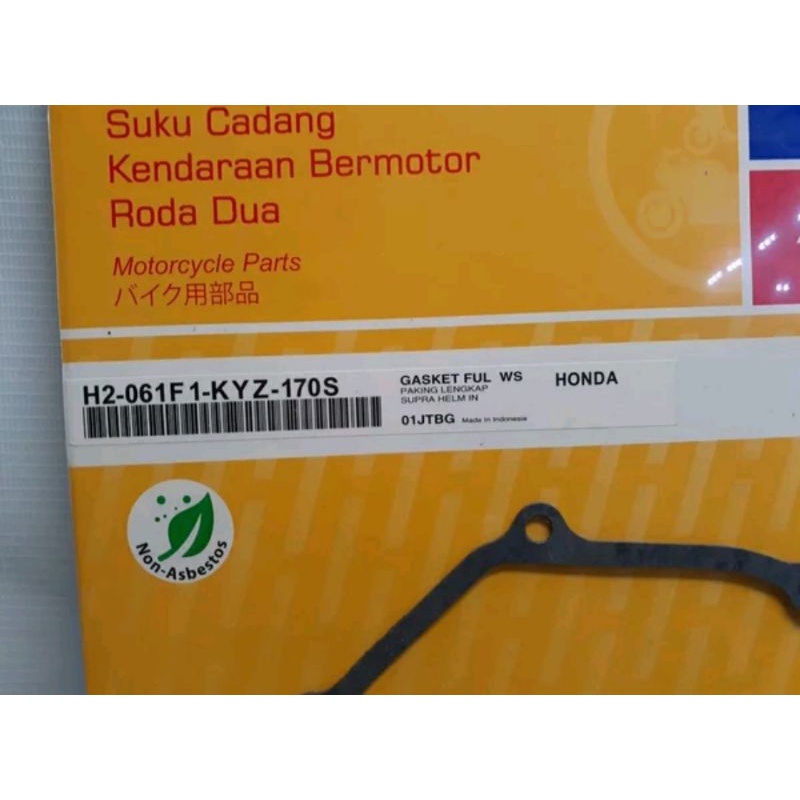 Suku Cadang
Kendaraan Bermotor
Roda Dua
Motorcycle Parts
バイク用部品
H2-061F1-KYZ-170S
GASKET FUL WS
HONDA
PAKING LENGKAP
SUPRA HELM IN
01JTBG Made in Indonesia
Non-Asbestos